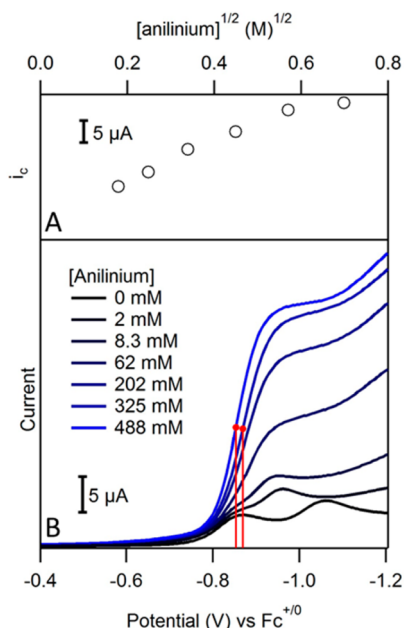 [anilinium]1/2 (M)1/2
0.0 0.2 0.4 0.6 0.8
5 µA
ic
A
[Anilinium]
0 mM
2 mM
8.3 mM
62 mM
202 mM
325 mM
488 mM
Current
5 µA
B
-0.4 -0.6 -0.8 -1.0 -1.2
Potential (V) vs Fc+/0